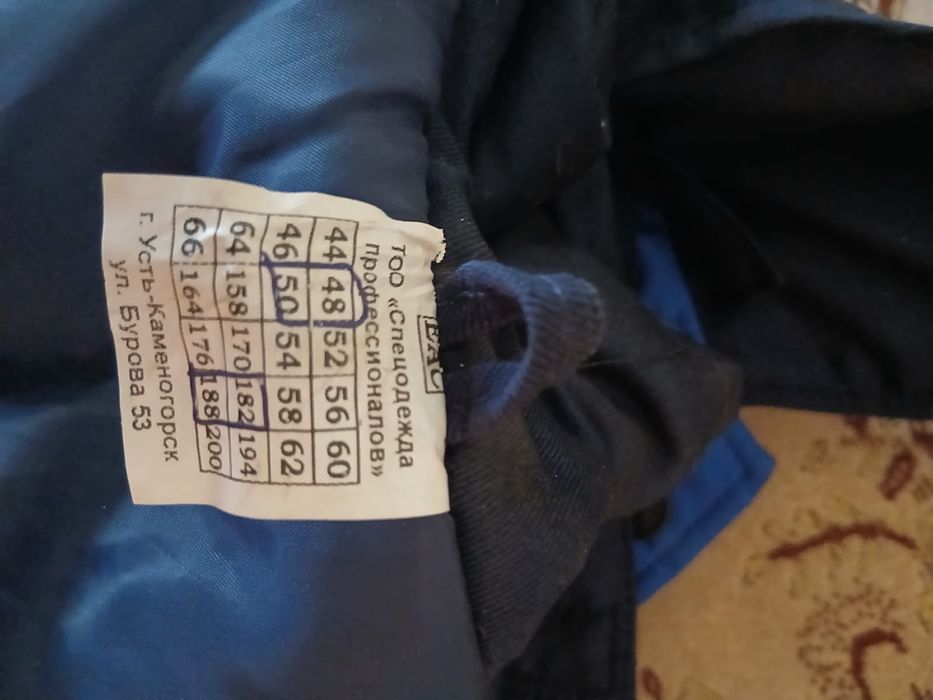 ЕАС
ТОО «Спецодежда
профессионалов»
44 48 52 56 60
46 50 54 58 62
64 158 170 182 194
66 164 176 188 200
г. Усть-Каменогорск
ул. Бурова 53